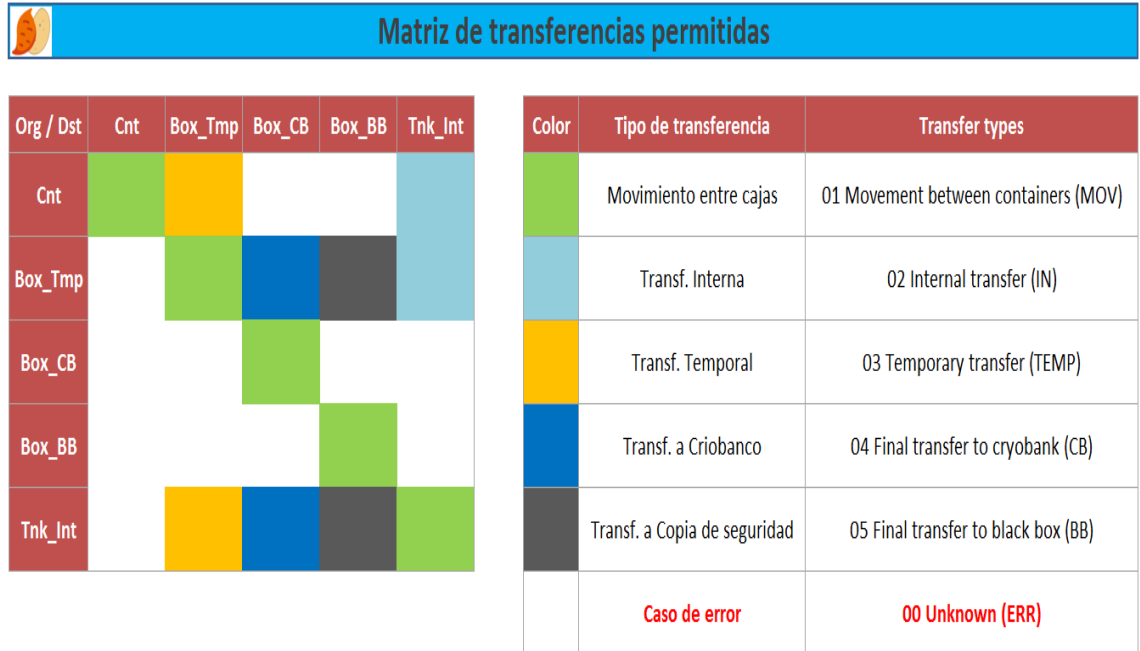 Matriz de transferencias permitidas
Org / Dst Cnt Box_Tmp Box_CB Box_BB Tnk_Int
Cnt
Box_Tmp
Box_CB
Box_BB
Tnk_Int
Color Tipo de transferencia Transfer types
Movimiento entre cajas 01 Movement between containers (MOV)
Transf. Interna 02 Internal transfer (IN)
Transf. Temporal 03 Temporary transfer (TEMP)
Transf. a Criobanco 04 Final transfer to cryobank (CB)
Transf. a Copia de seguridad 05 Final transfer to black box (BB)
Caso de error 00 Unknown (ERR)